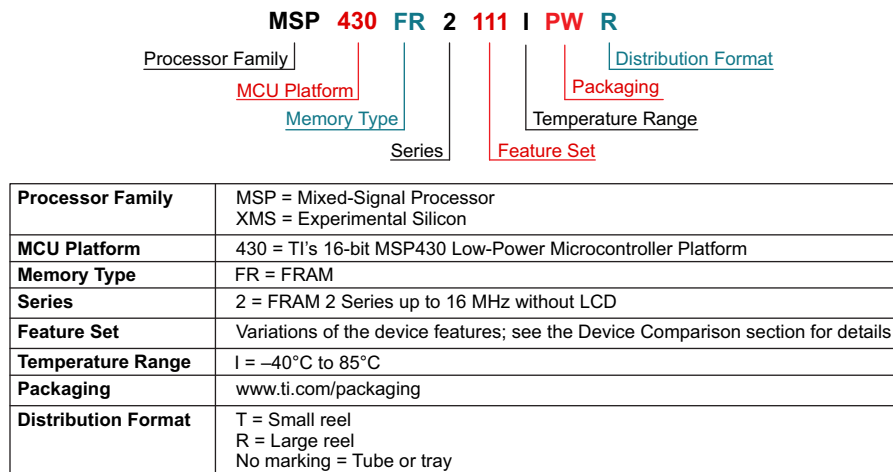 MSP 430 FR 2 111 I PW R
Processor Family
Distribution Format
MCU Platform
Packaging
Memory Type
Temperature Range
Series
Feature Set
Processor Family
MSP = Mixed-Signal Processor
XMS = Experimental Silicon
MCU Platform
430 = TI's 16-bit MSP430 Low-Power Microcontroller Platform
Memory Type
FR = FRAM
Series
2 = FRAM 2 Series up to 16 MHz without LCD
Feature Set
Variations of the device features; see the Device Comparison section for details
Temperature Range
I = –40°C to 85°C
Packaging
www.ti.com/packaging
Distribution Format
T = Small reel
R = Large reel
No marking = Tube or tray